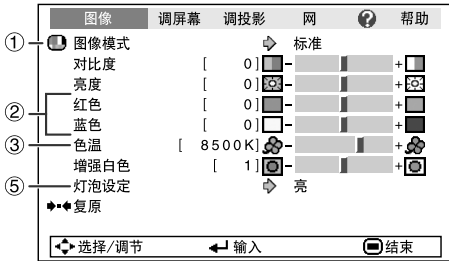 图像 调屏幕 调投影 网 ? 帮助
① 图像模式 标准
对比度 [ 0] - +
亮度 [ 0] - +
② 红色 [ 0] - +
蓝色 [ 0] - +
③ 色温 [ 8500K] - +
增强白色 [ 1] - +
⑤ 灯泡设定 亮
复原
选择/调节 输入 结束